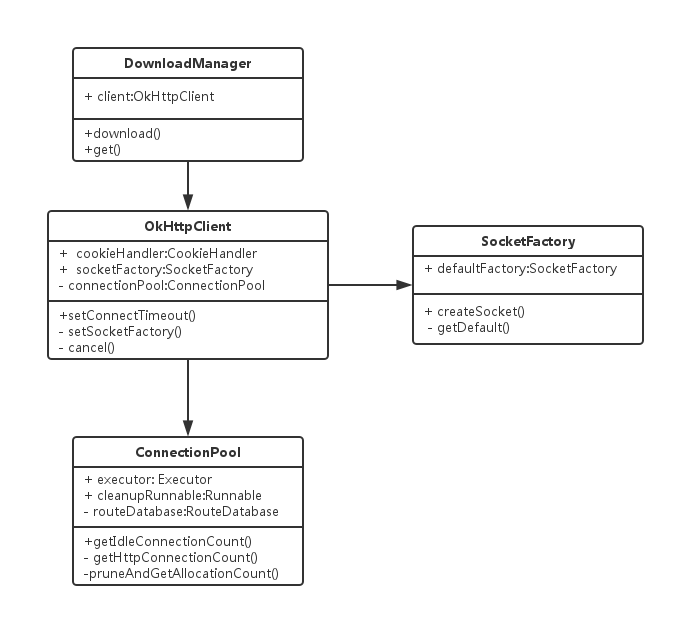 DownloadManager
+ client:OkHttpClient
+download()
+get()
OkHttpClient
+ cookieHandler:CookieHandler
+ socketFactory:SocketFactory
- connectionPool:ConnectionPool
+setConnectTimeout()
- setSocketFactory()
- cancel()
SocketFactory
+ defaultFactory:SocketFactory
+ createSocket()
- getDefault()
ConnectionPool
+ executor: Executor
+ cleanupRunnable:Runnable
- routeDatabase:RouteDatabase
+getIdleConnectionCount()
- getHttpConnectionCount()
-pruneAndGetAllocationCount()